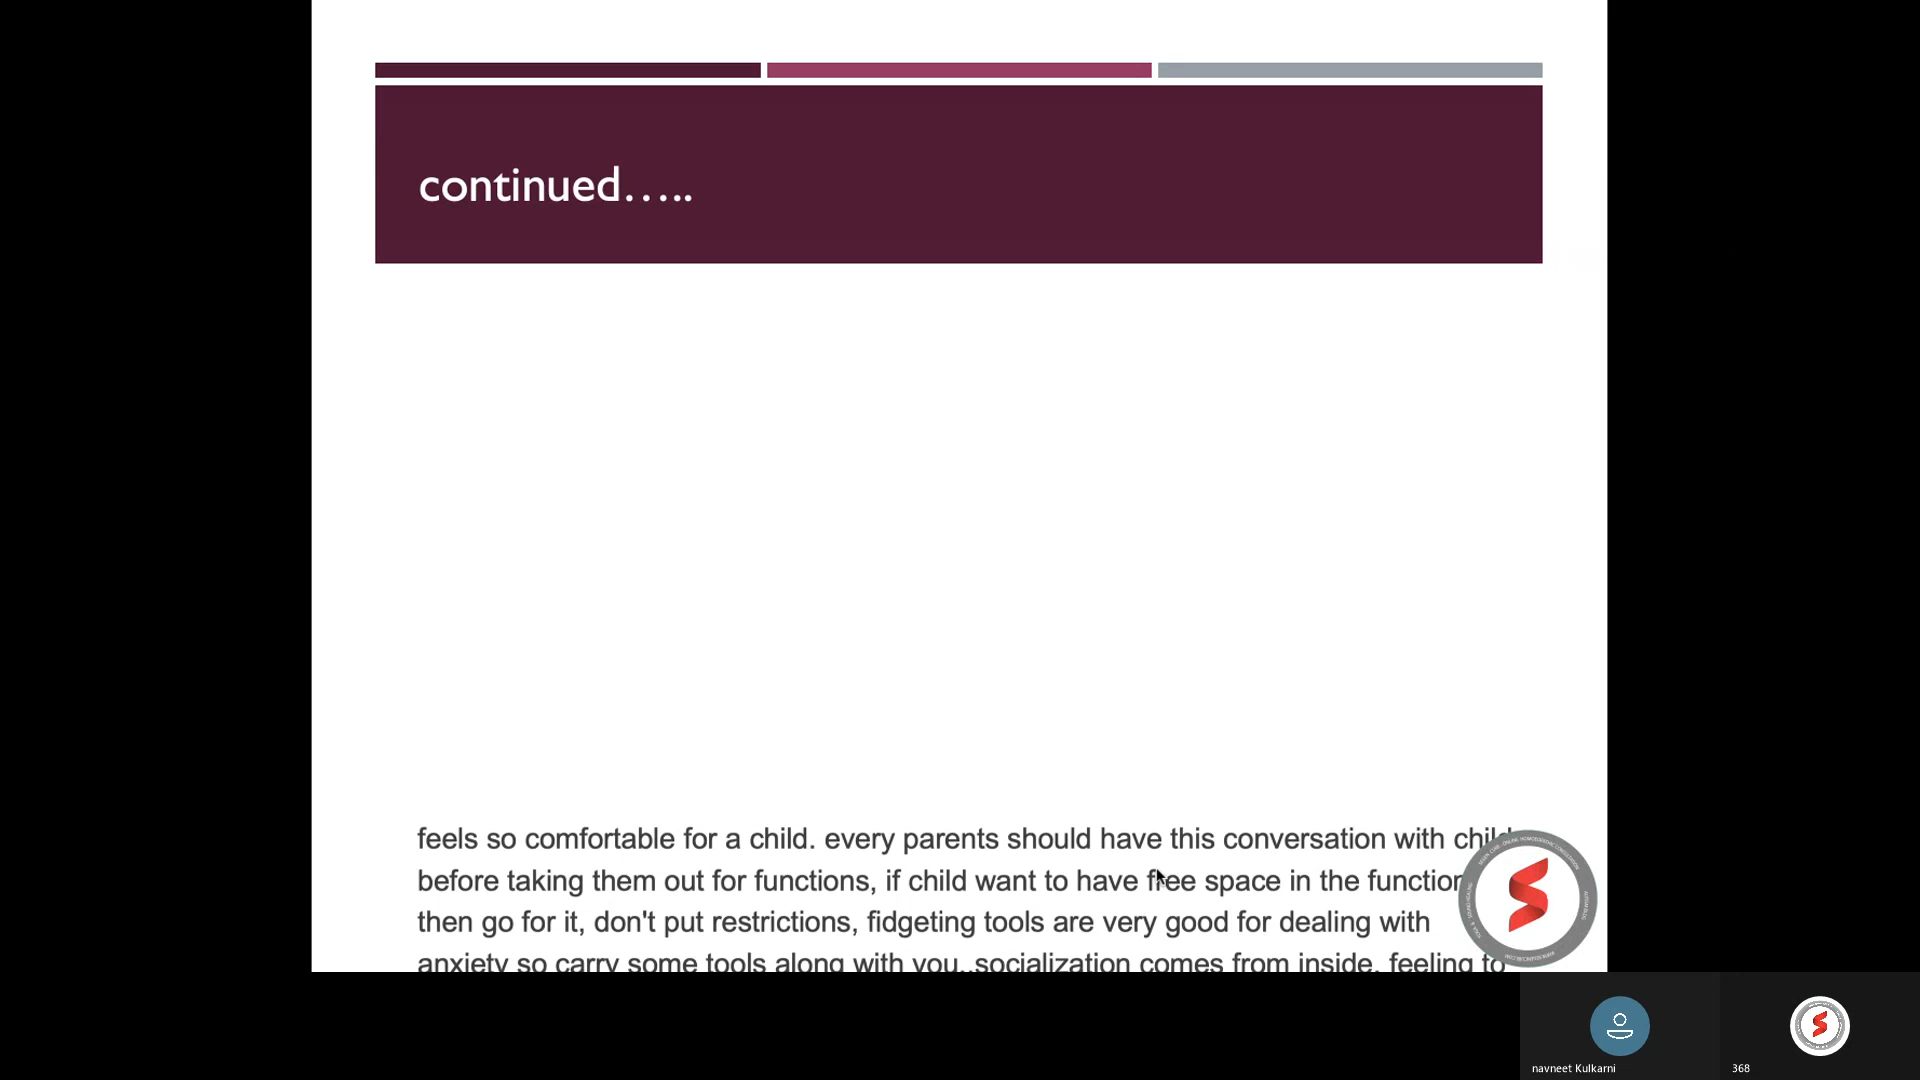 continued.....
feels so comfortable for a child. every parents should have this conversation with child
before taking them out for functions, if child want to have free space in the function
then go for it, don't put restrictions, fidgeting tools are very good for dealing with
anxiety so carry some tools along with you..socialization comes from inside, feeling to
navneet Kulkarni
368